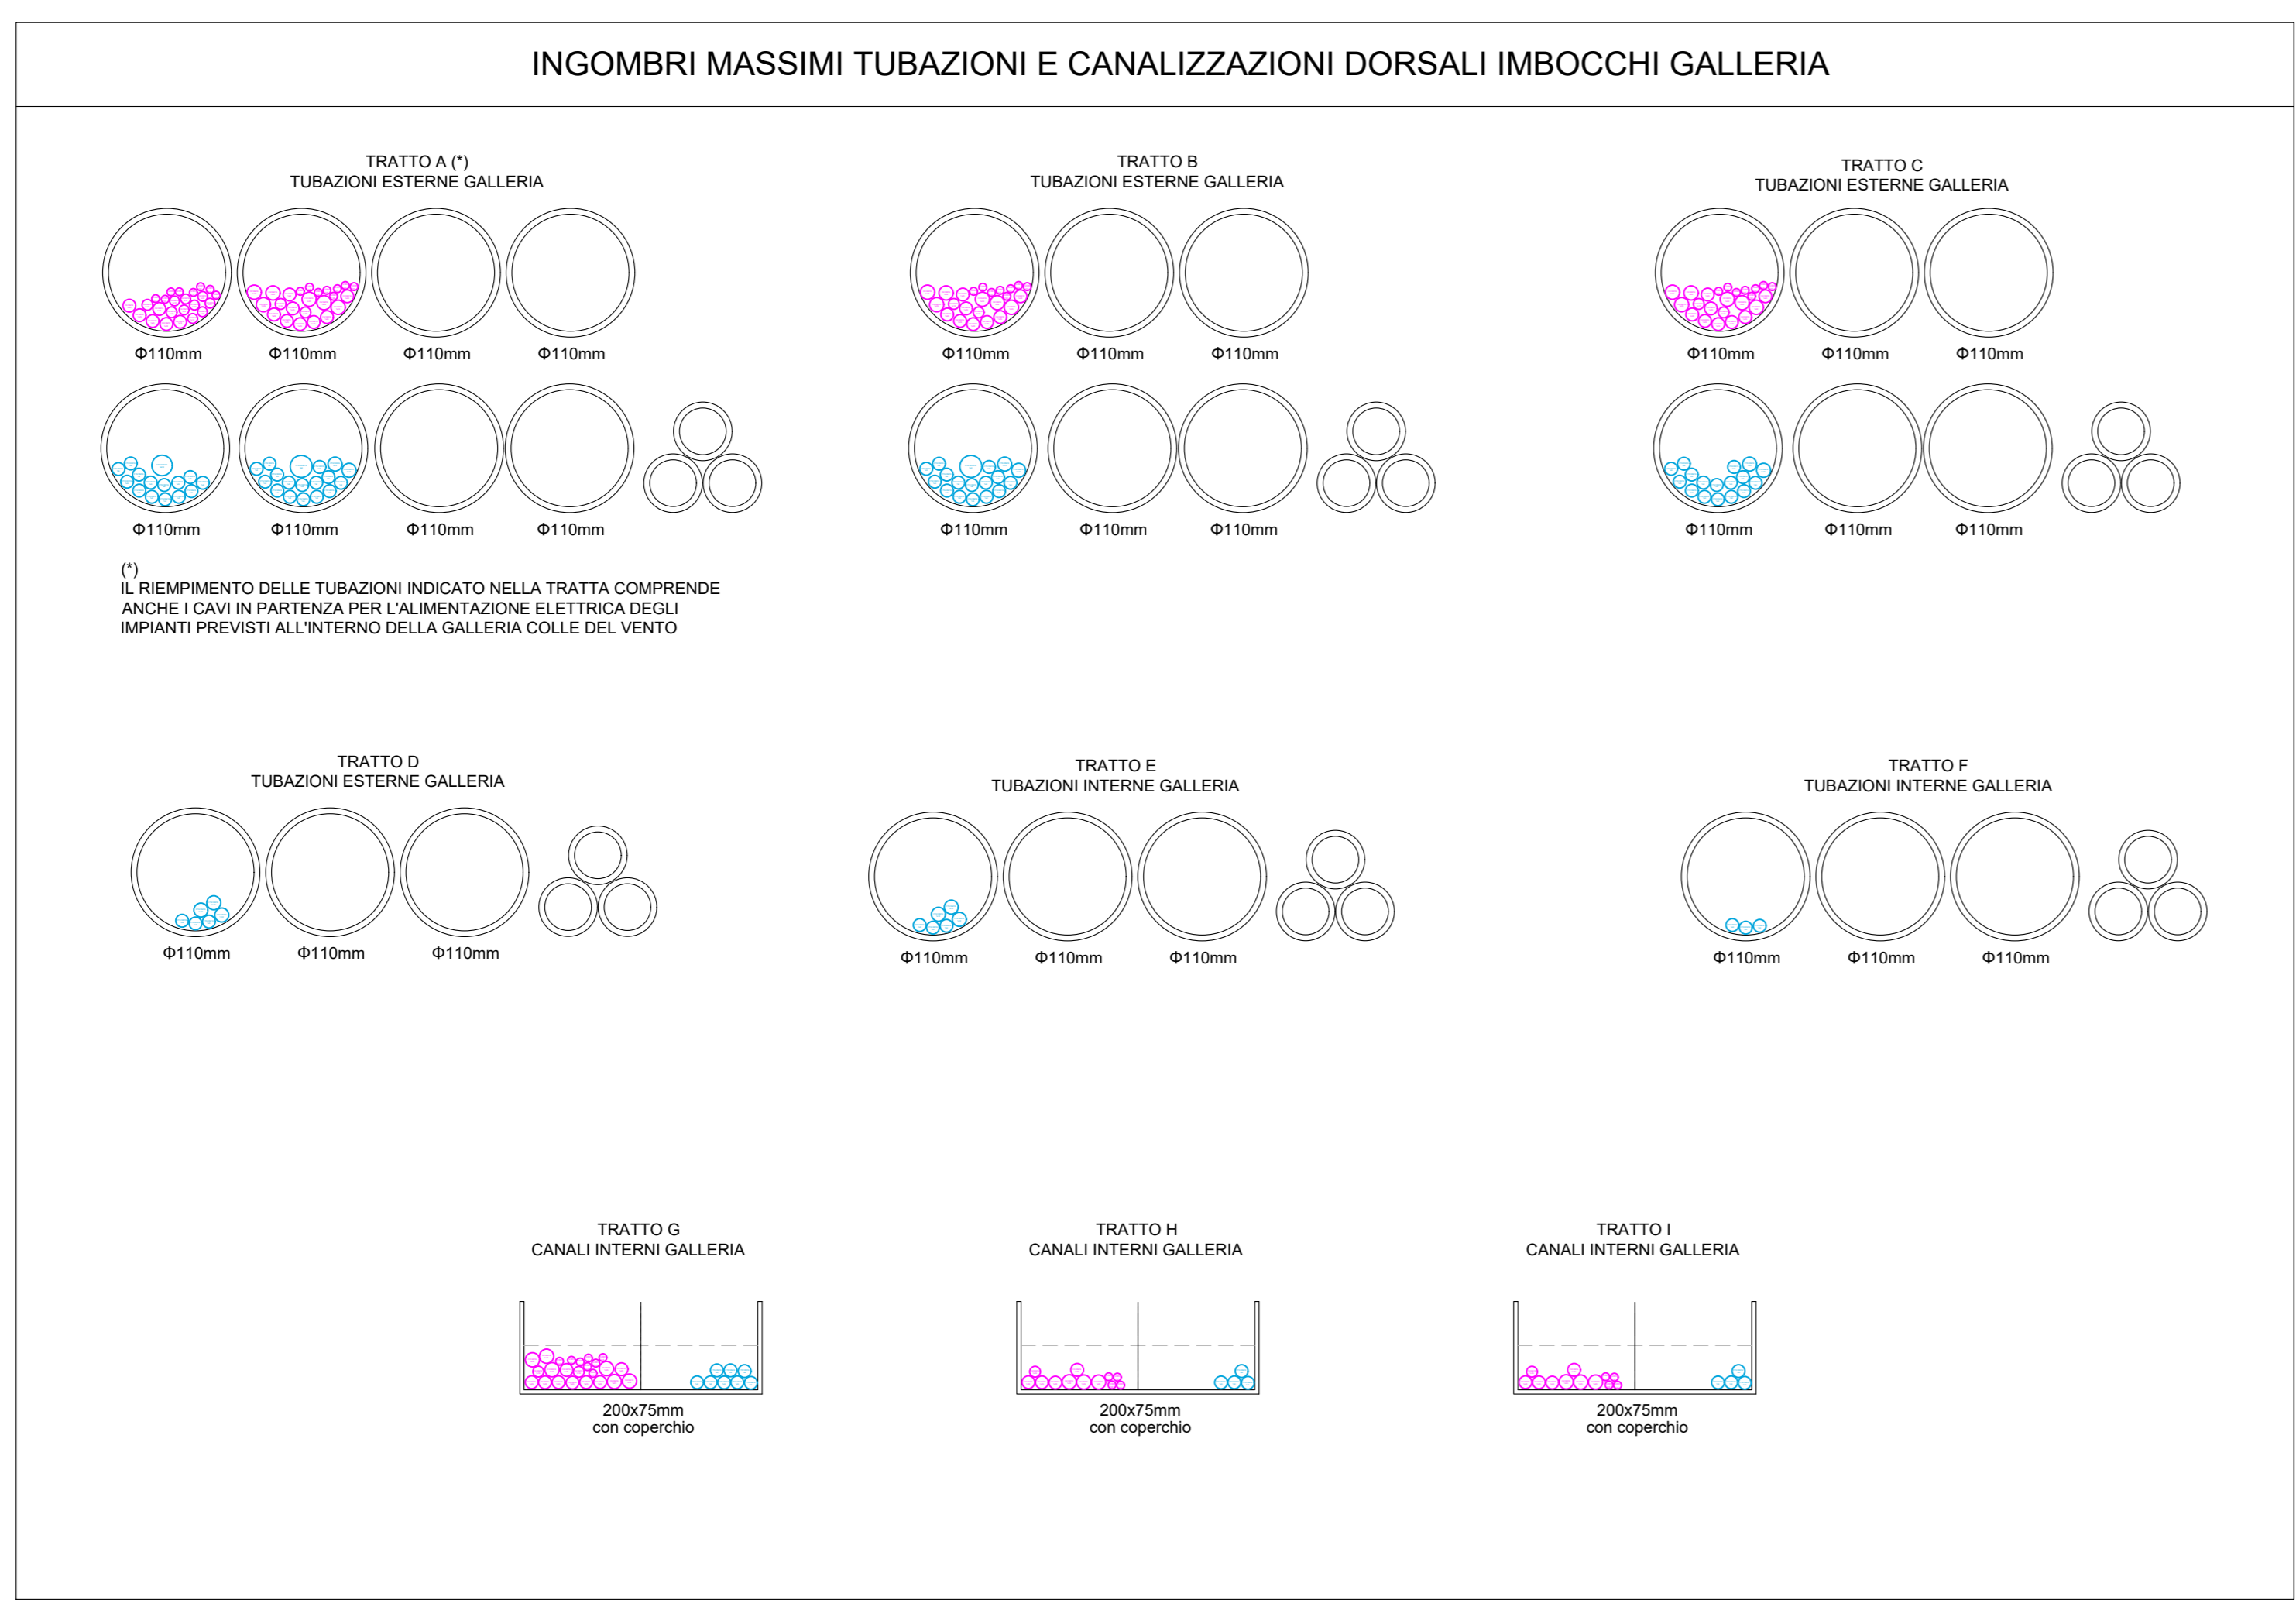 INGOMBRI MASSIMI TUBAZIONI E CANALIZZAZIONI DORSALI IMBOCCHI GALLERIA
TRATTO A (*)
TUBAZIONI ESTERNE GALLERIA
Φ110mm Φ110mm Φ110mm Φ110mm
Φ110mm Φ110mm Φ110mm Φ110mm
(*)
IL RIEMPIMENTO DELLE TUBAZIONI INDICATO NELLA TRATTA COMPRENDE
ANCHE I CAVI IN PARTENZA PER L'ALIMENTAZIONE ELETTRICA DEGLI
IMPIANTI PREVISTI ALL'INTERNO DELLA GALLERIA COLLE DEL VENTO
TRATTO B
TUBAZIONI ESTERNE GALLERIA
Φ110mm Φ110mm Φ110mm
Φ110mm Φ110mm Φ110mm
TRATTO C
TUBAZIONI ESTERNE GALLERIA
Φ110mm Φ110mm Φ110mm
Φ110mm Φ110mm Φ110mm
TRATTO D
TUBAZIONI ESTERNE GALLERIA
Φ110mm Φ110mm Φ110mm
TRATTO E
TUBAZIONI INTERNE GALLERIA
Φ110mm Φ110mm Φ110mm
TRATTO F
TUBAZIONI INTERNE GALLERIA
Φ110mm Φ110mm Φ110mm
TRATTO G
CANALI INTERNI GALLERIA
200x75mm
con coperchio
TRATTO H
CANALI INTERNI GALLERIA
200x75mm
con coperchio
TRATTO I
CANALI INTERNI GALLERIA
200x75mm
con coperchio